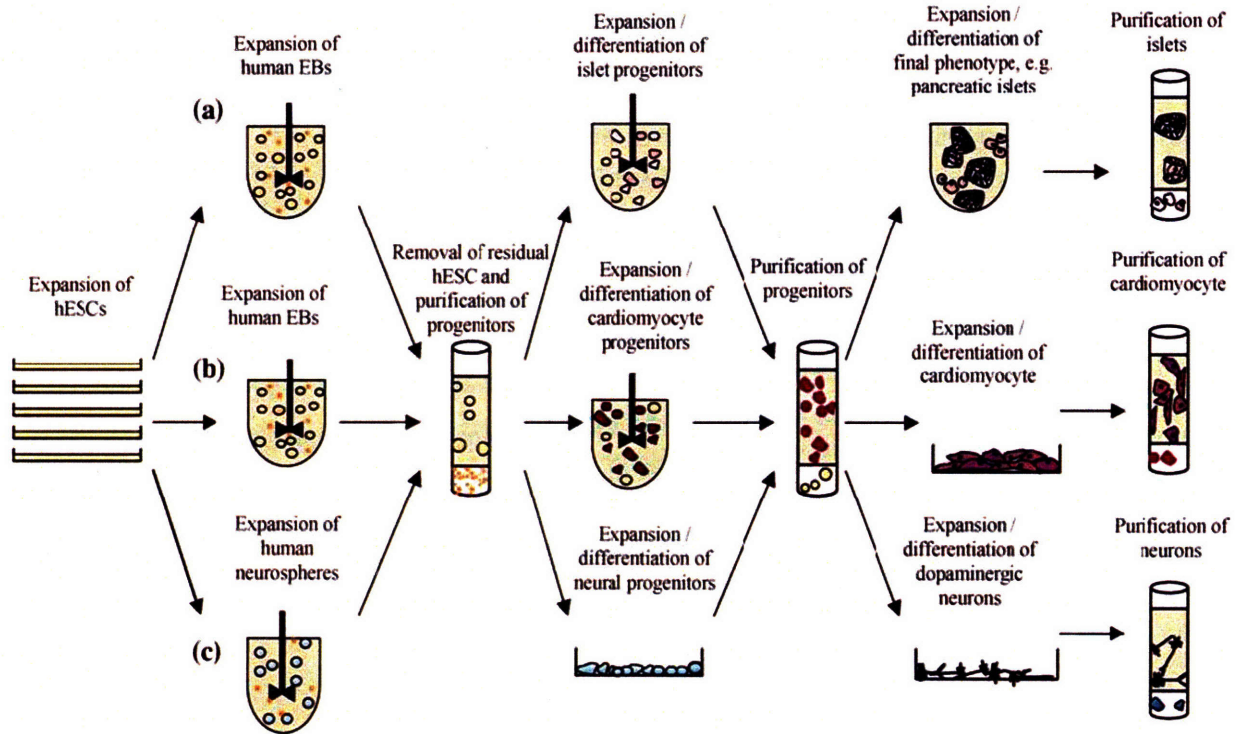 Expansion of
human EBs
Expansion /
differentiation of
islet progenitors
Expansion /
differentiation of
final phenotype, e.g.
pancreatic islets
Purification of
islets
(a)
Expansion of
hESCs
Expansion of
human EBs
Removal of residual
hESC and
purification of
progenitors
Expansion /
differentiation of
cardiomyocyte
progenitors
Purification of
progenitors
Expansion /
differentiation of
cardiomyocyte
Purification of
cardiomyocyte
(b)
Expansion of
human
neurospheres
Expansion /
differentiation of
neural progenitors
Expansion /
differentiation of
dopaminergic
neurons
Purification of
neurons
(c)